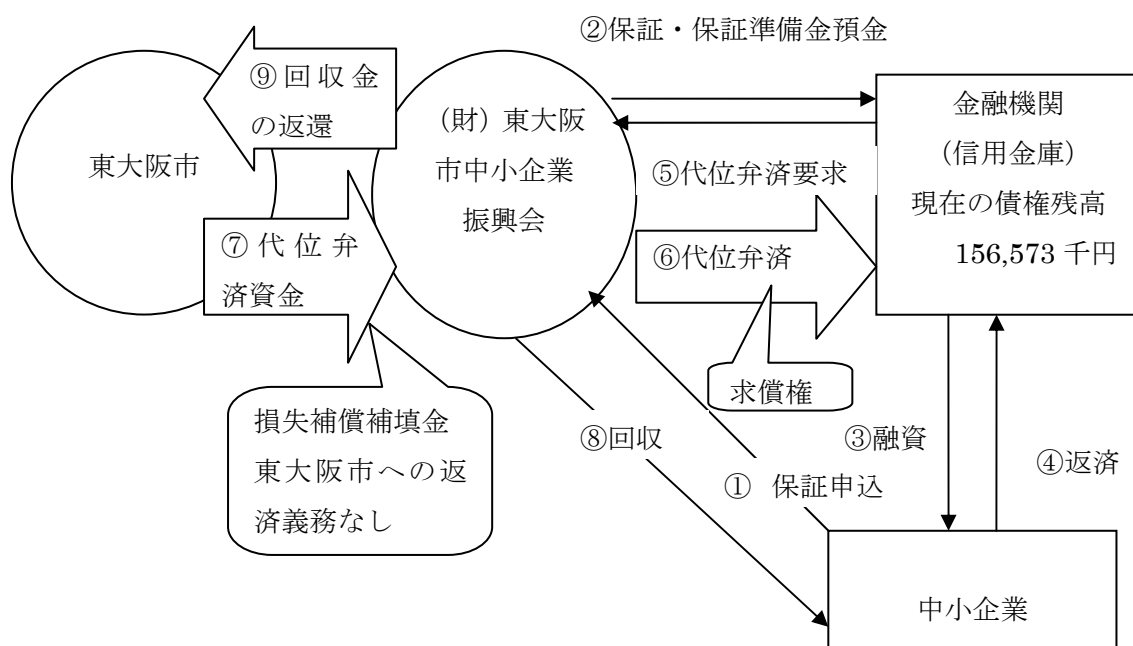 ②保証・保証準備金預金
⑨回収金
の返還
東大阪市
(財)東大阪
市中小企業
振興会
金融機関
(信用金庫)
現在の債権残高
156,573 千円
⑤代位弁済要求
⑥代位弁済
⑦代位弁
済資金
求償権
損失補償補填金
東大阪市への返
済義務なし
⑧回収
③融資
④返済
① 保証申込
中小企業